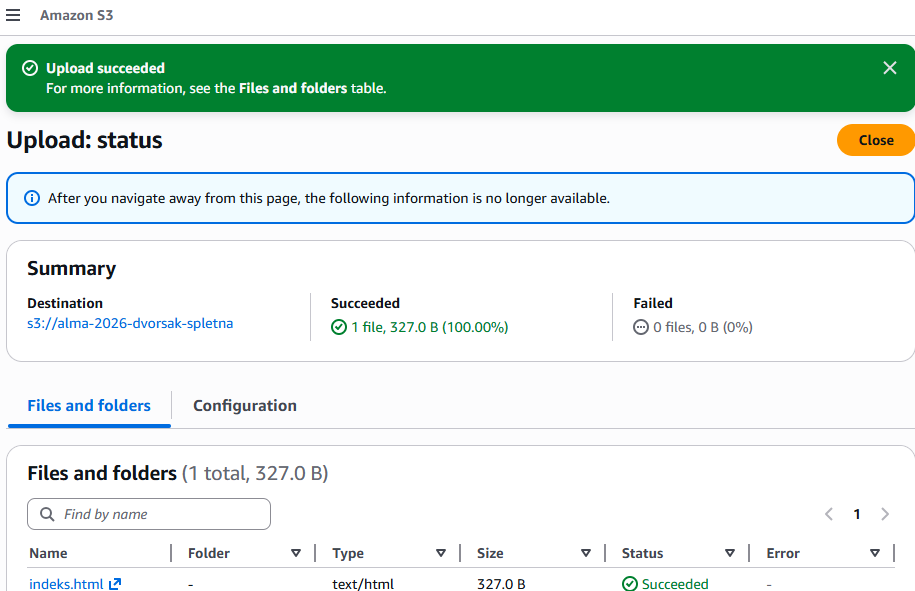 Amazon S3
Upload succeeded
For more information, see the Files and folders table.
Upload: status
Close
After you navigate away from this page, the following information is no longer available.
Summary
Destination
s3://alma-2026-dvorsak-spletna
Succeeded
1 file, 327.0 B (100.00%)
Failed
0 files, 0 B (0%)
Files and folders
Configuration
Files and folders (1 total, 327.0 B)
Find by name
1
Name Folder Type Size Status Error
indeks.html - text/html 327.0 B Succeeded -